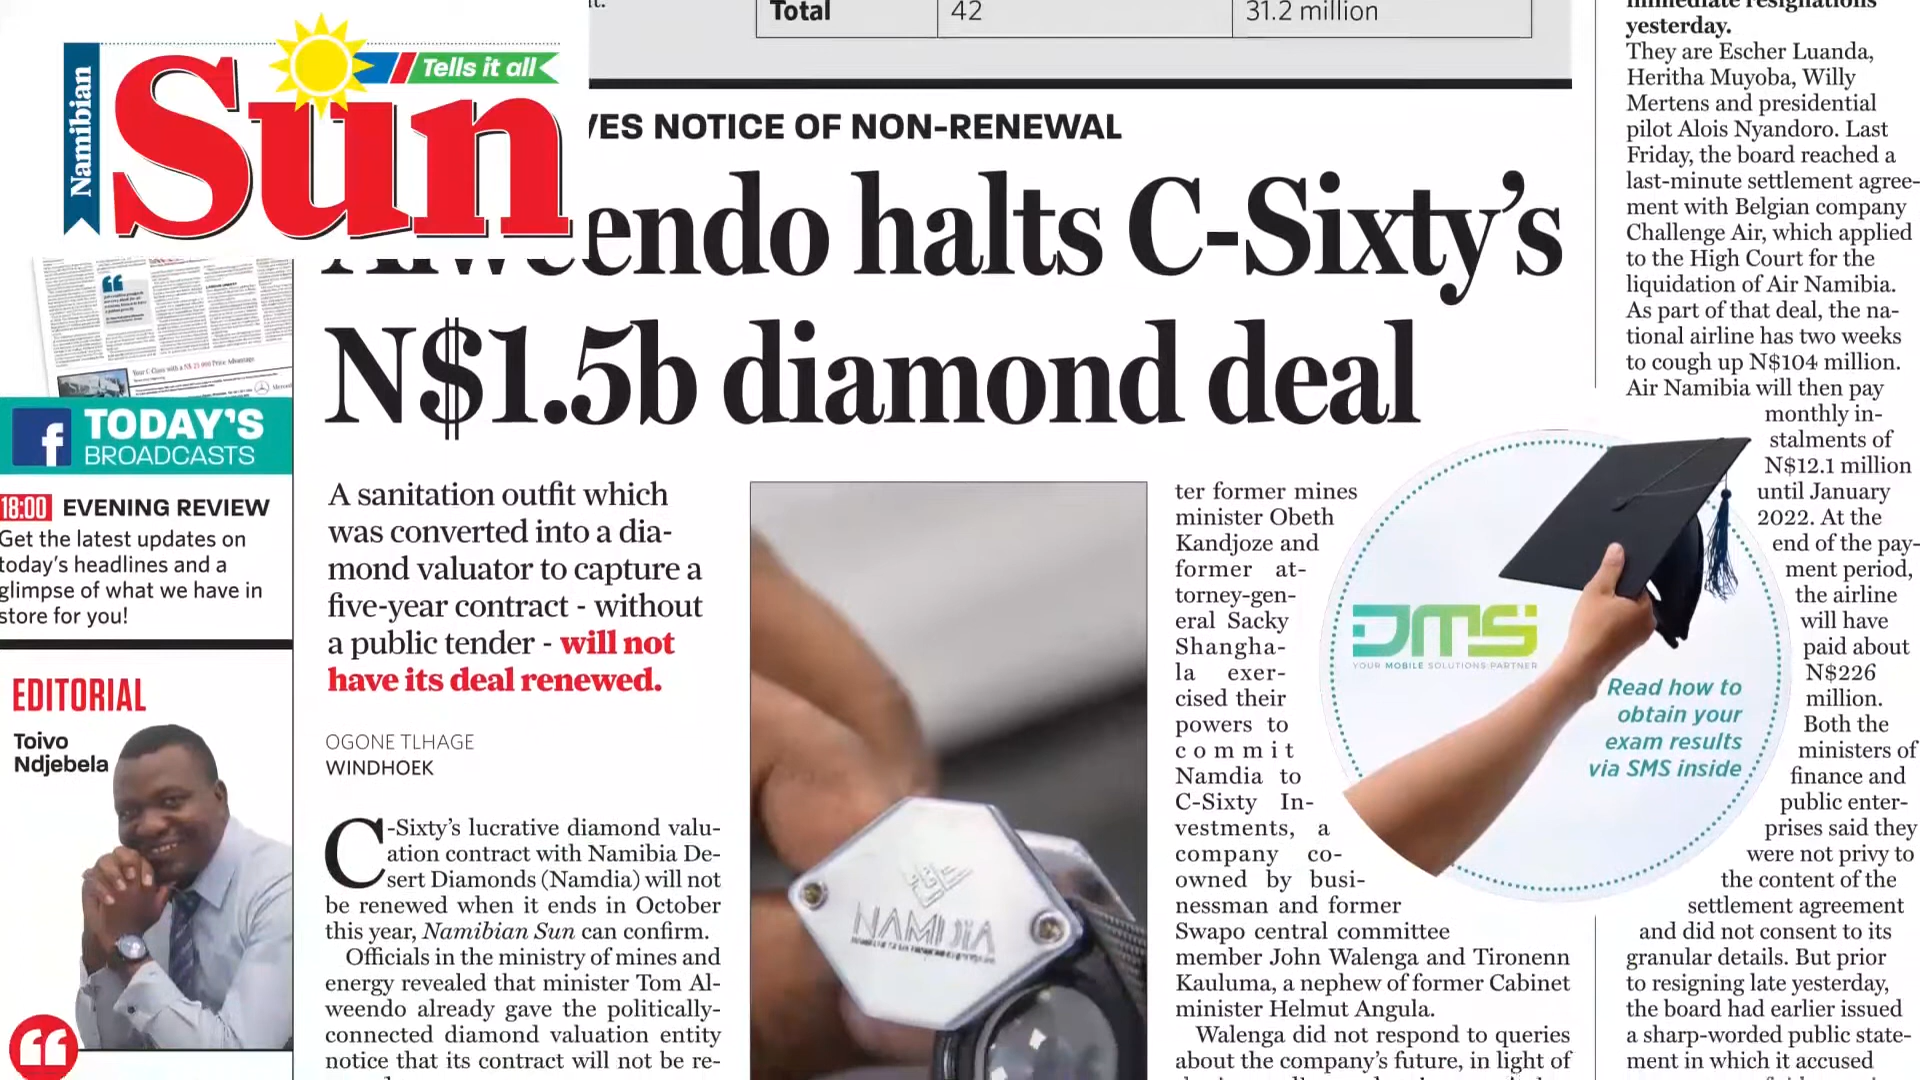 Namibian
Sun
Tells it all
Total 42 31.2 million
YES NOTICE OF NON-RENEWAL
Alweendo halts C-Sixty’s
N$1.5b diamond deal
TODAY’S
BROADCASTS
18:00 EVENING REVIEW
Get the latest updates on
today’s headlines and a
glimpse of what we have in
store for you!
EDITORIAL
Toivo
Ndjebela
A sanitation outfit which
was converted into a dia-
mond valuator to capture a
five-year contract - without
a public tender - will not
have its deal renewed.
OGONE TLHAGE
WINDHOEK
C-Sixty’s lucrative diamond valu-
ation contract with Namibia De-
sert Diamonds (Namdia) will not
be renewed when it ends in October
this year, Namibian Sun can confirm.
Officials in the ministry of mines and
energy revealed that minister Tom Al-
weendo already gave the politically-
connected diamond valuation entity
notice that its contract will not be re-
NAMDIA
ter former mines
minister Obeth
Kandjoze and
former at-
torney-gen-
eral Sacky
Shangha-
la exer-
cised their
powers to
commit
Namdia to
C-Sixty In-
vestments, a
company co-
owned by busi-
nessman and former
Swapo central committee
member John Walenga and Tironenn
Kauluma, a nephew of former Cabinet
minister Helmut Angula.
Walenga did not respond to queries
about the company’s future, in light of
DMS
YOUR MOBILE SOLUTIONS PARTNER
Read how to
obtain your
exam results
via SMS inside
immediate resignations
yesterday.
They are Escher Luanda,
Heritha Muyoba, Willy
Mertens and presidential
pilot Alois Nyandoro. Last
Friday, the board reached a
last-minute settlement agree-
ment with Belgian company
Challenge Air, which applied
to the High Court for the
liquidation of Air Namibia.
As part of that deal, the na-
tional airline has two weeks
to cough up N$104 million.
Air Namibia will then pay
monthly in-
stalments of
N$12.1 million
until January
2022. At the
end of the pay-
ment period,
the airline
will have
paid about
N$226
million.
Both the
ministers of
finance and
public enter-
prises said they
were not privy to
the content of the
settlement agreement
and did not consent to its
granular details. But prior
to resigning late yesterday,
the board had earlier issued
a sharp-worded public state-
ment in which it accused